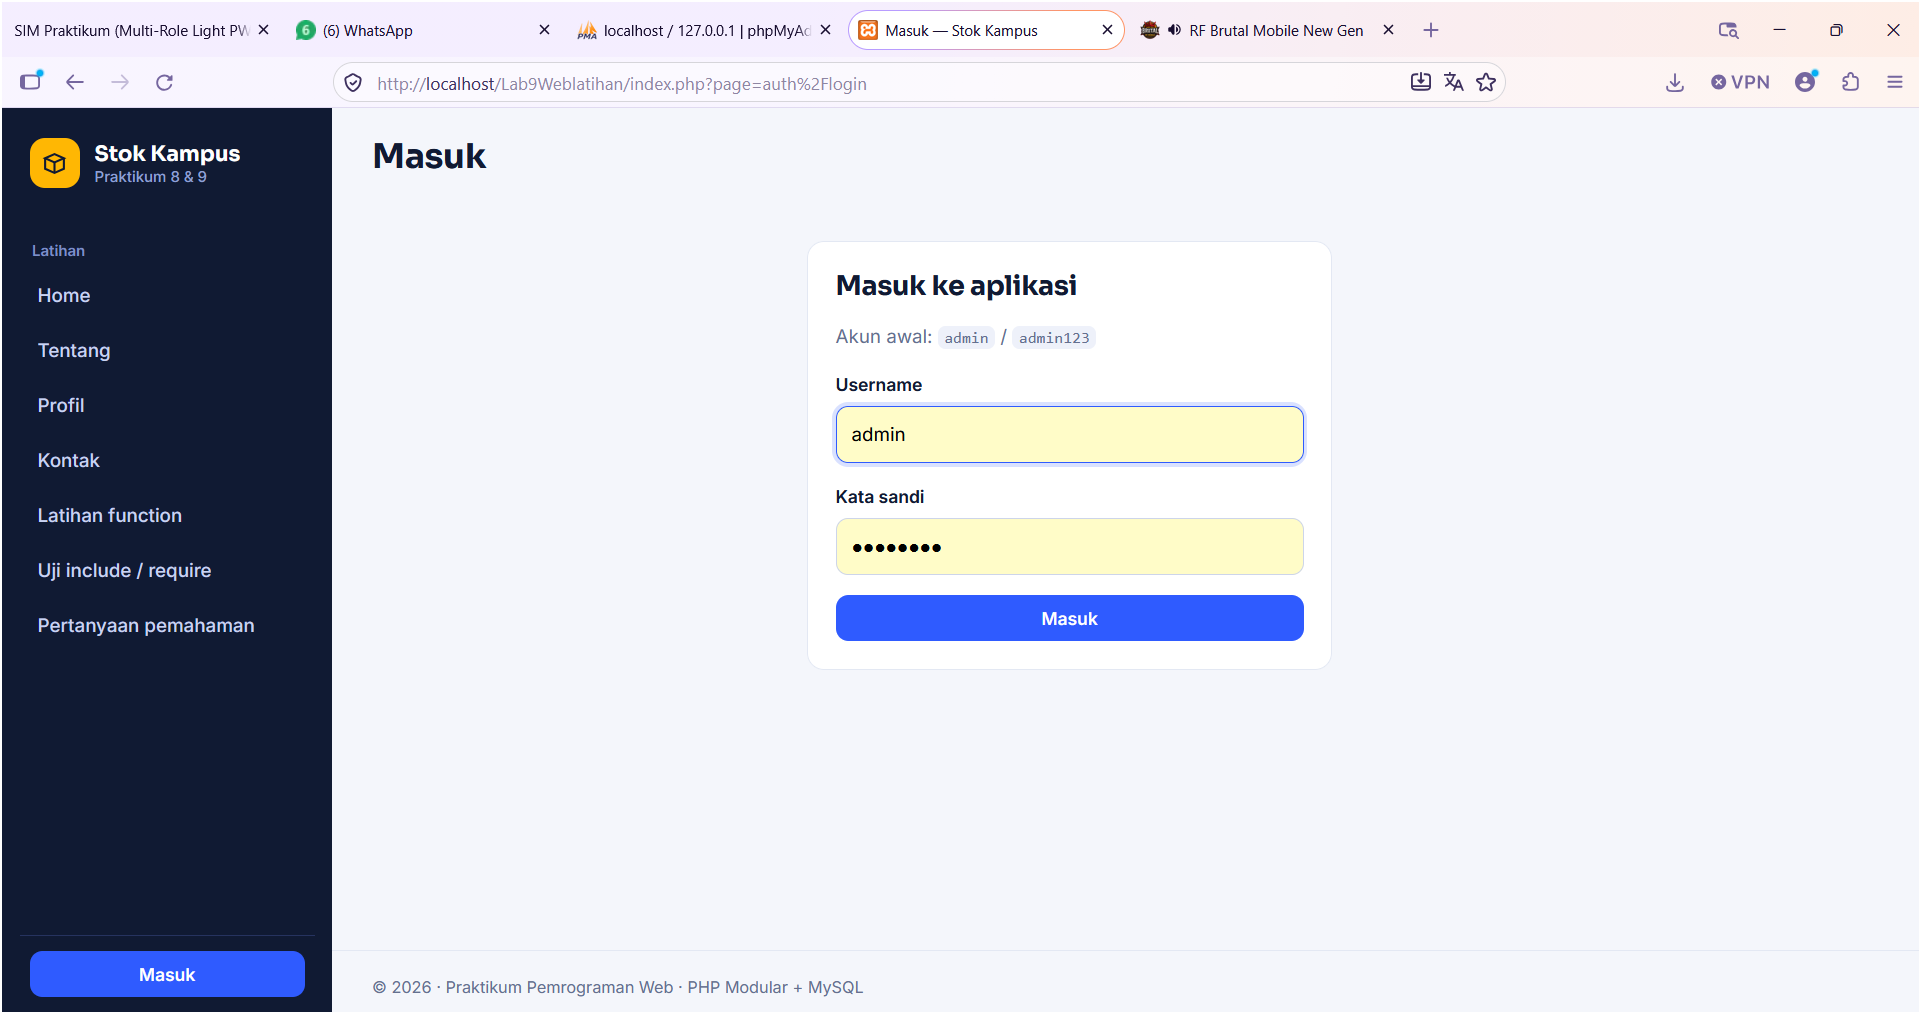 SIM Praktikum (Multi-Role Light PW
(6) WhatsApp
localhost / 127.0.0.1 | phpMyAd
Masuk — Stok Kampus
RF Brutal Mobile New Gen
http://localhost/Lab9Weblatihan/index.php?page=auth%2Flogin
VPN
Stok Kampus
Praktikum 8 & 9
Latihan
Home
Tentang
Profil
Kontak
Latihan function
Uji include / require
Pertanyaan pemahaman
Masuk
Masuk
Masuk ke aplikasi
Akun awal: admin / admin123
Username
admin
Kata sandi
••••••••
Masuk
© 2026 · Praktikum Pemrograman Web · PHP Modular + MySQL